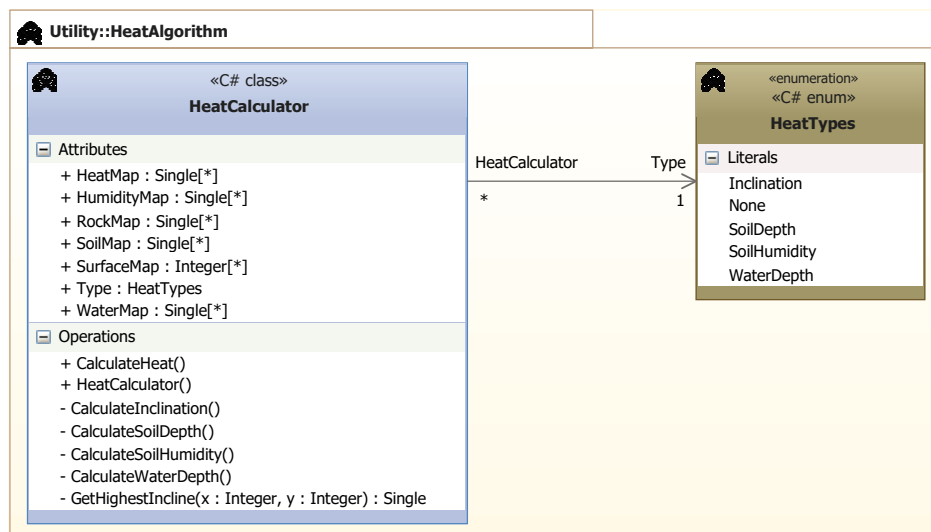 Utility::HeatAlgorithm
«C# class»
HeatCalculator
Attributes
+ HeatMap : Single[*]
+ HumidityMap : Single[*]
+ RockMap : Single[*]
+ SoilMap : Single[*]
+ SurfaceMap : Integer[*]
+ Type : HeatTypes
+ WaterMap : Single[*]
Operations
+ CalculateHeat()
+ HeatCalculator()
- CalculateInclination()
- CalculateSoilDepth()
- CalculateSoilHumidity()
- CalculateWaterDepth()
- GetHighestIncline(x : Integer, y : Integer) : Single
HeatCalculator
Type
*
1
«enumeration»
«C# enum»
HeatTypes
Literals
Inclination
None
SoilDepth
SoilHumidity
WaterDepth